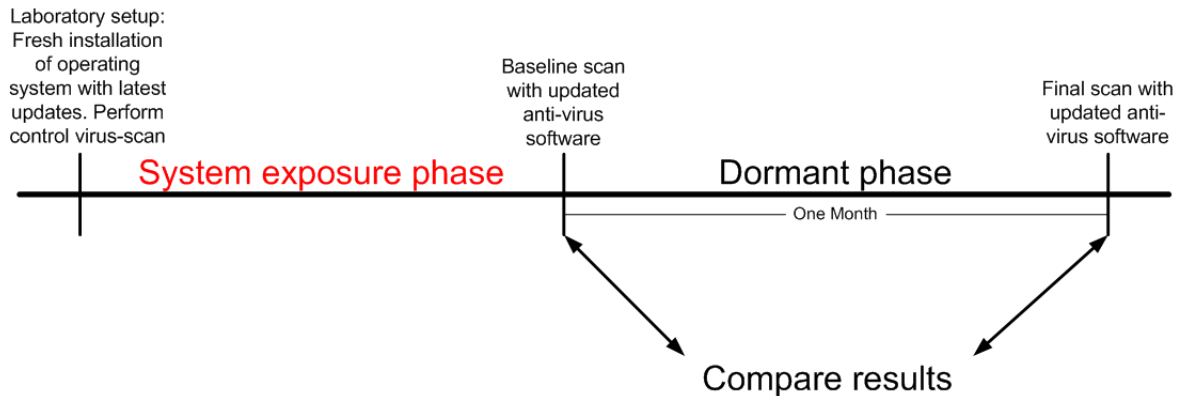 Laboratory setup:
Fresh installation
of operating
system with latest
updates. Perform
control virus-scan
Baseline scan
with updated
anti-virus
software
Final scan with
updated anti-
virus software
System exposure phase
Dormant phase
One Month
Compare results